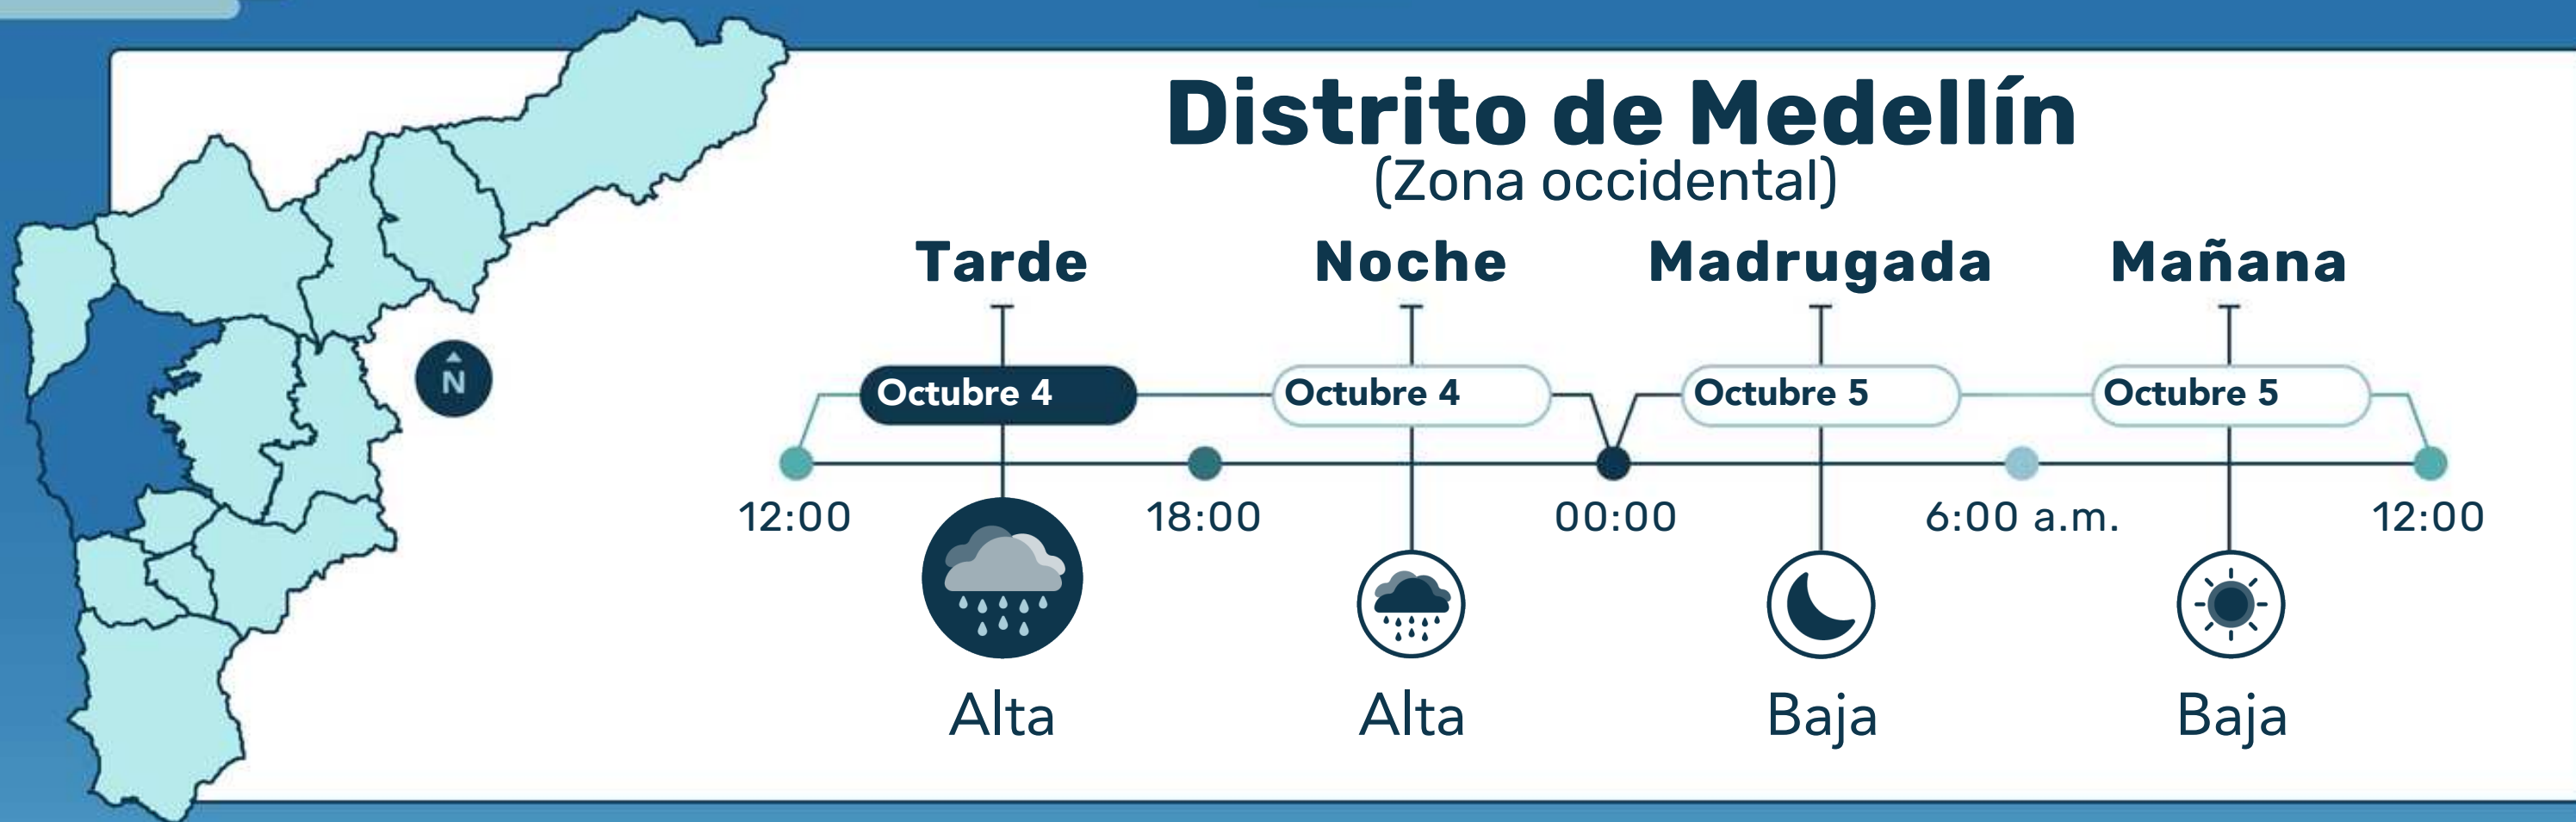 Distrito de Medellín
(Zona occidental)
Tarde Noche Madrugada Mañana
N
Octubre 4 Octubre 4 Octubre 5 Octubre 5
12:00 18:00 00:00 6:00 a.m. 12:00
Alta Alta Baja Baja